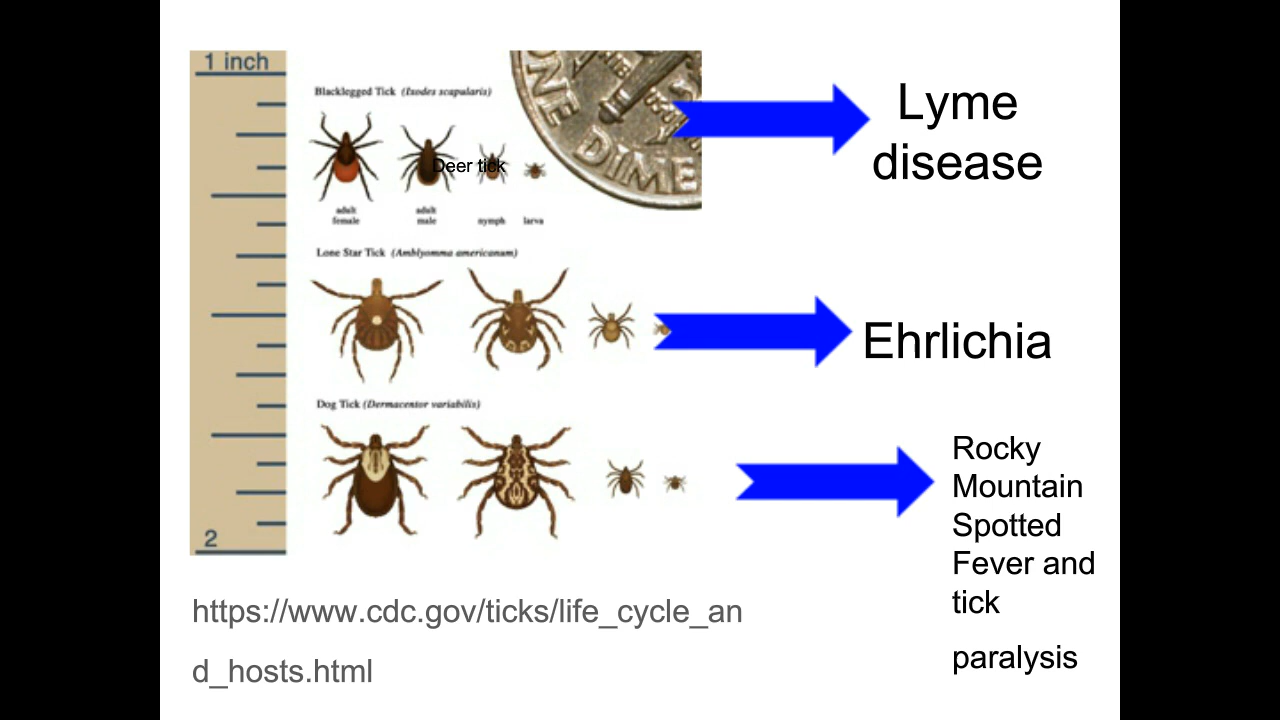 1 inch
Blacklegged Tick (Ixodes scapularis)
ONE DIME
Lyme
disease
Deer tick
adult
female
adult
male
nymph
larva
Lone Star Tick (Amblyomma americanum)
Ehrlichia
Dog Tick (Dermacentor variabilis)
Rocky
Mountain
Spotted
Fever and
tick
paralysis
2
https://www.cdc.gov/ticks/life_cycle_an
d_hosts.html